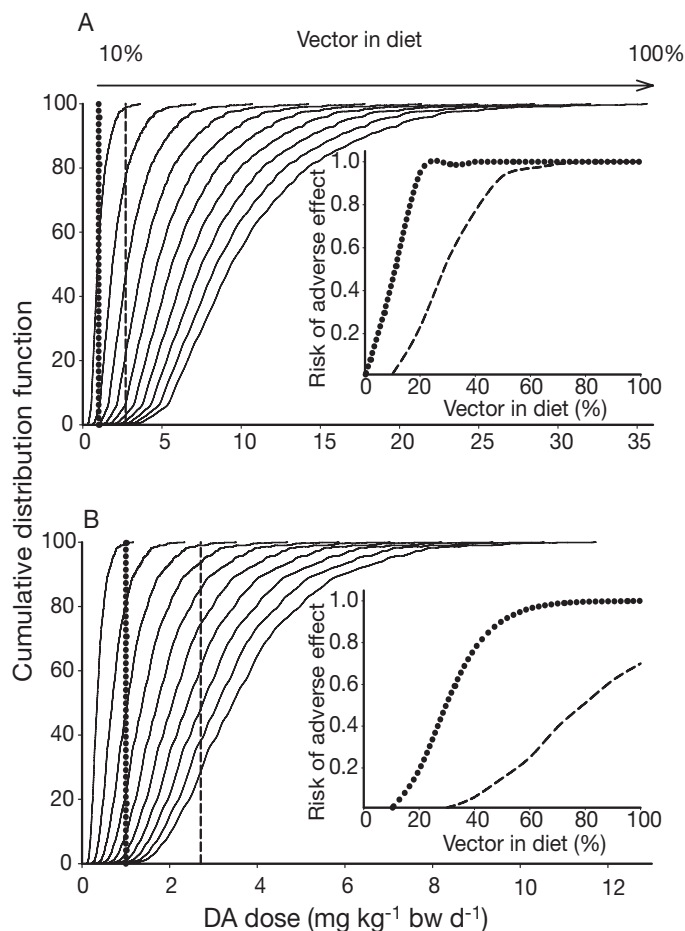 A
Vector in diet
10%
100%
Cumulative distribution function
100
80
60
40
20
0
0 5 10 15 20 25 30 35
Risk of adverse effect
1.0
0.8
0.6
0.4
0.2
0 20 40 60 80 100
Vector in diet (%)
B
100
80
60
40
20
0
0 2 4 6 8 10 12
Risk of adverse effect
1.0
0.8
0.6
0.4
0.2
0 20 40 60 80 100
Vector in diet (%)
DA dose (mg kg⁻¹ bw d⁻¹)